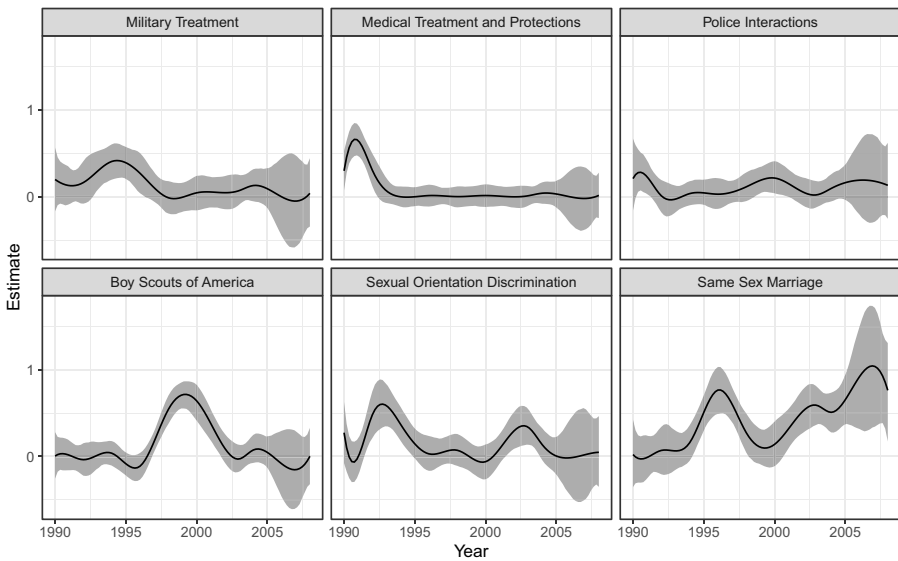 Military Treatment
Medical Treatment and Protections
Police Interactions
1
0
Boy Scouts of America
Sexual Orientation Discrimination
Same Sex Marriage
1
0
Estimate
1990 1995 2000 2005
1990 1995 2000 2005
1990 1995 2000 2005
Year